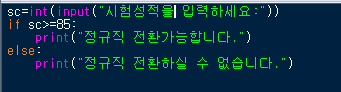 sc=int(input("시험성적을 입력하세요:"))
if sc>=85:
    print("정규직 전환가능합니다.")
else:
    print("정규직 전환하실 수 없습니다.")